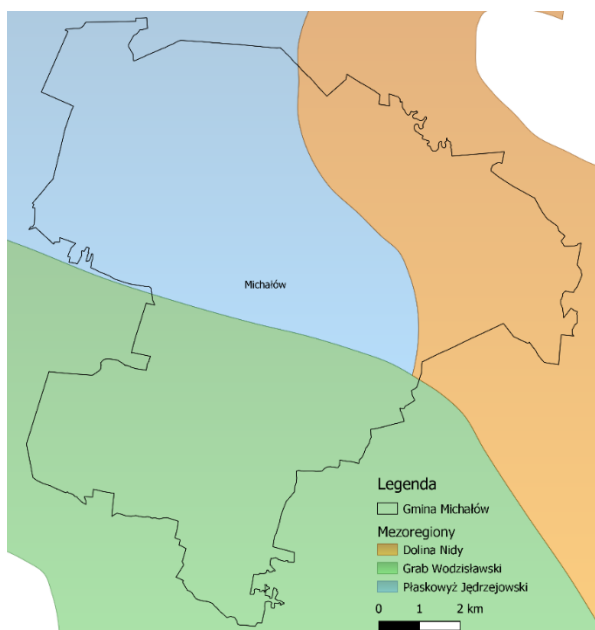 Michałów
Legenda
Gmina Michałów
Mezoregiony
Dolina Nidy
Grab Wodzisławski
Płaskowyż Jędrzejowski
0 1 2 km